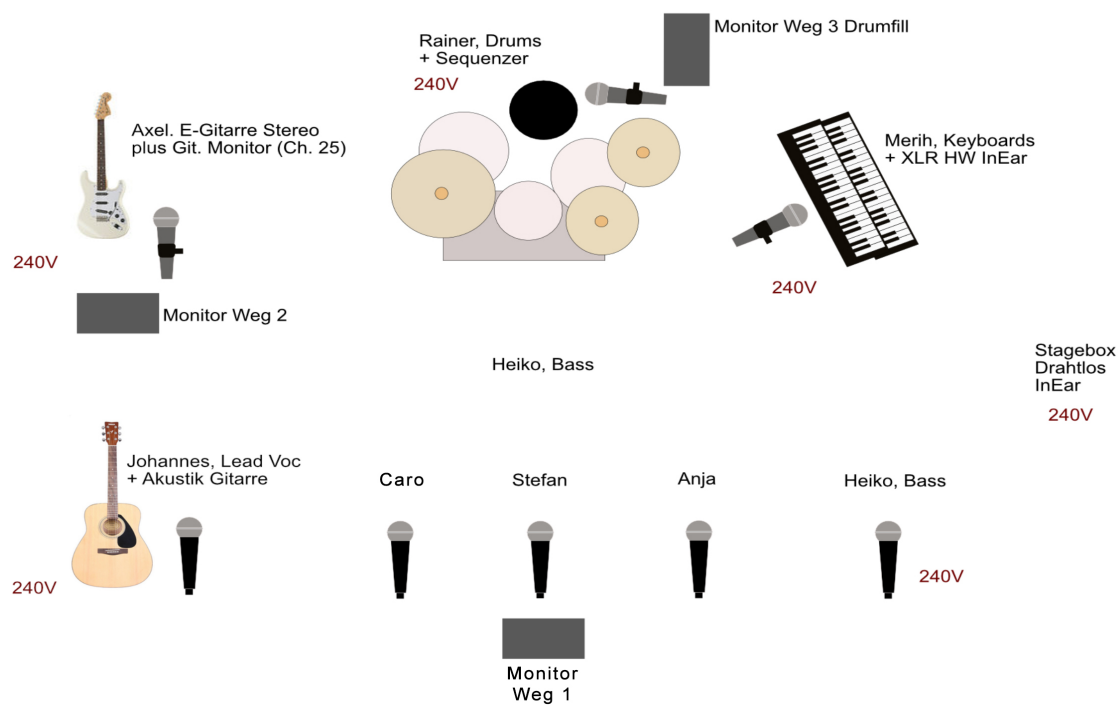 Monitor Weg 3 Drumfill
Rainer, Drums
+ Sequenzer
240V
Axel. E-Gitarre Stereo
plus Git. Monitor (Ch. 25)
Merih, Keyboards
+ XLR HW InEar
240V
240V
Monitor Weg 2
Heiko, Bass
Stagebox
Drahtlos
InEar
240V
Johannes, Lead Voc
+ Akustik Gitarre
Caro
Stefan
Anja
Heiko, Bass
240V
240V
Monitor
Weg 1